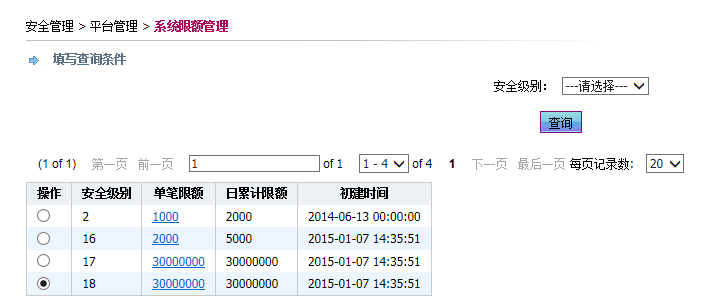 安全管理 > 平台管理 > 系统限额管理
填写查询条件
安全级别： ---请选择---
查询
(1 of 1) 第一页 前一页 1 of 1 1 - 4 of 4 1 下一页 最后一页 每页记录数: 20
操作 安全级别 单笔限额 日累计限额 初建时间
2 1000 2000 2014-06-13 00:00:00
16 2000 5000 2015-01-07 14:35:51
17 30000000 30000000 2015-01-07 14:35:51
18 30000000 30000000 2015-01-07 14:35:51